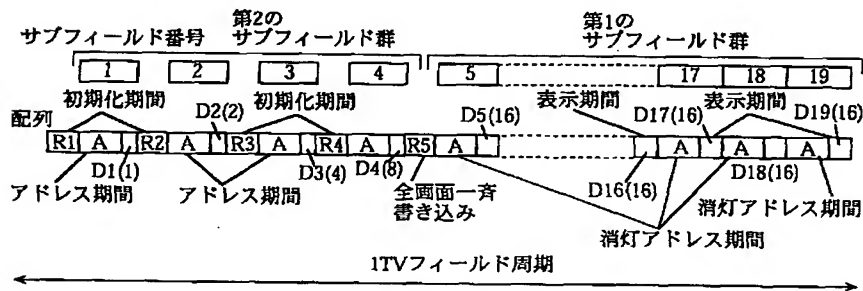 第2の
サブフィールド群
第1の
サブフィールド群
サブフィールド番号
1 2 3 4 5 17 18 19
初期化期間 D2(2) 初期化期間 D5(16) 表示期間 D17(16) 表示期間 D19(16)
配列
R1 A R2 A R3 A R4 A R5 A A A A
D1(1) D3(4) D4(8) D16(16) D18(16)
アドレス期間 アドレス期間 全画面一斉
書き込み
消灯アドレス期間
消灯アドレス期間
1TVフィールド周期